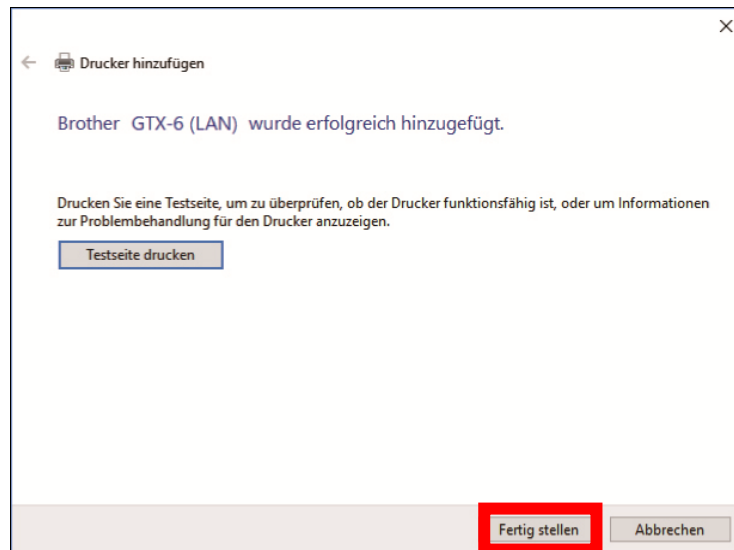 Drucker hinzufügen
Brother GTX-6 (LAN) wurde erfolgreich hinzugefügt.
Drucken Sie eine Testseite, um zu überprüfen, ob der Drucker funktionsfähig ist, oder um Informationen
zur Problembehandlung für den Drucker anzuzeigen.
Testseite drucken
Fertig stellen
Abbrechen